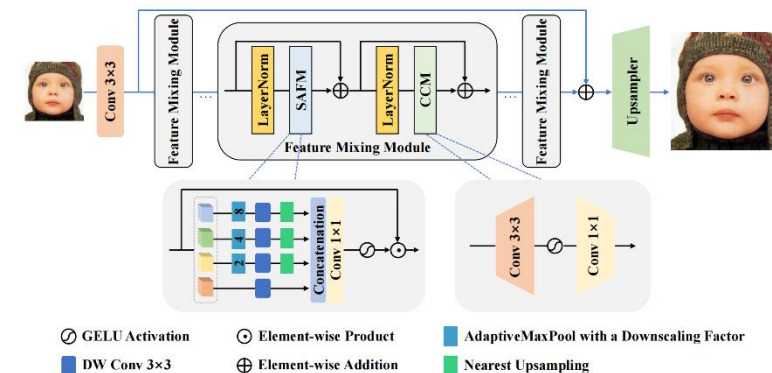 Conv 3×3
Feature Mixing Module
...
LayerNorm
SAFM
LayerNorm
CCM
Feature Mixing Module
...
Feature Mixing Module
Upsampler
8
4
2
Concatenation
Conv 1×1
Conv 3×3
Conv 1×1
GELU Activation
Element-wise Product
AdaptiveMaxPool with a Downscaling Factor
DW Conv 3×3
Element-wise Addition
Nearest Upsampling